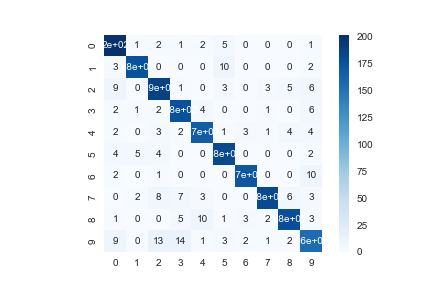 0 2e+02 1 2 1 2 5 0 0 0 1
1 3 8e+0 0 0 0 10 0 0 0 2
2 9 0 9e+0 1 0 3 0 3 5 6
3 2 1 2 8e+0 4 0 0 1 0 6
4 2 0 3 2 7e+0 1 3 1 4 4
5 4 5 4 0 0 8e+0 0 0 0 2
6 2 0 1 0 0 0 7e+0 0 0 10
7 0 2 8 7 3 0 0 8e+0 6 3
8 1 0 0 5 10 1 3 2 8e+0 3
9 9 0 13 14 1 3 2 1 2 6e+0
0 1 2 3 4 5 6 7 8 9
200
175
150
125
100
75
50
25
0